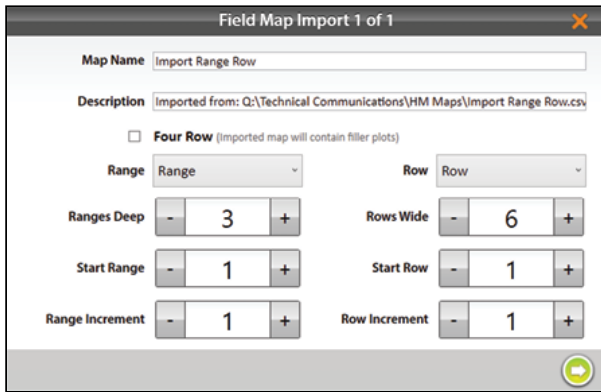 Field Map Import 1 of 1
Map Name Import Range Row
Description Imported from: Q:\Technical Communications\HM Maps\Import Range Row.csv
Four Row (Imported map will contain filler plots)
Range Range Row Row
Ranges Deep - 3 + Rows Wide - 6 +
Start Range - 1 + Start Row - 1 +
Range Increment - 1 + Row Increment - 1 +